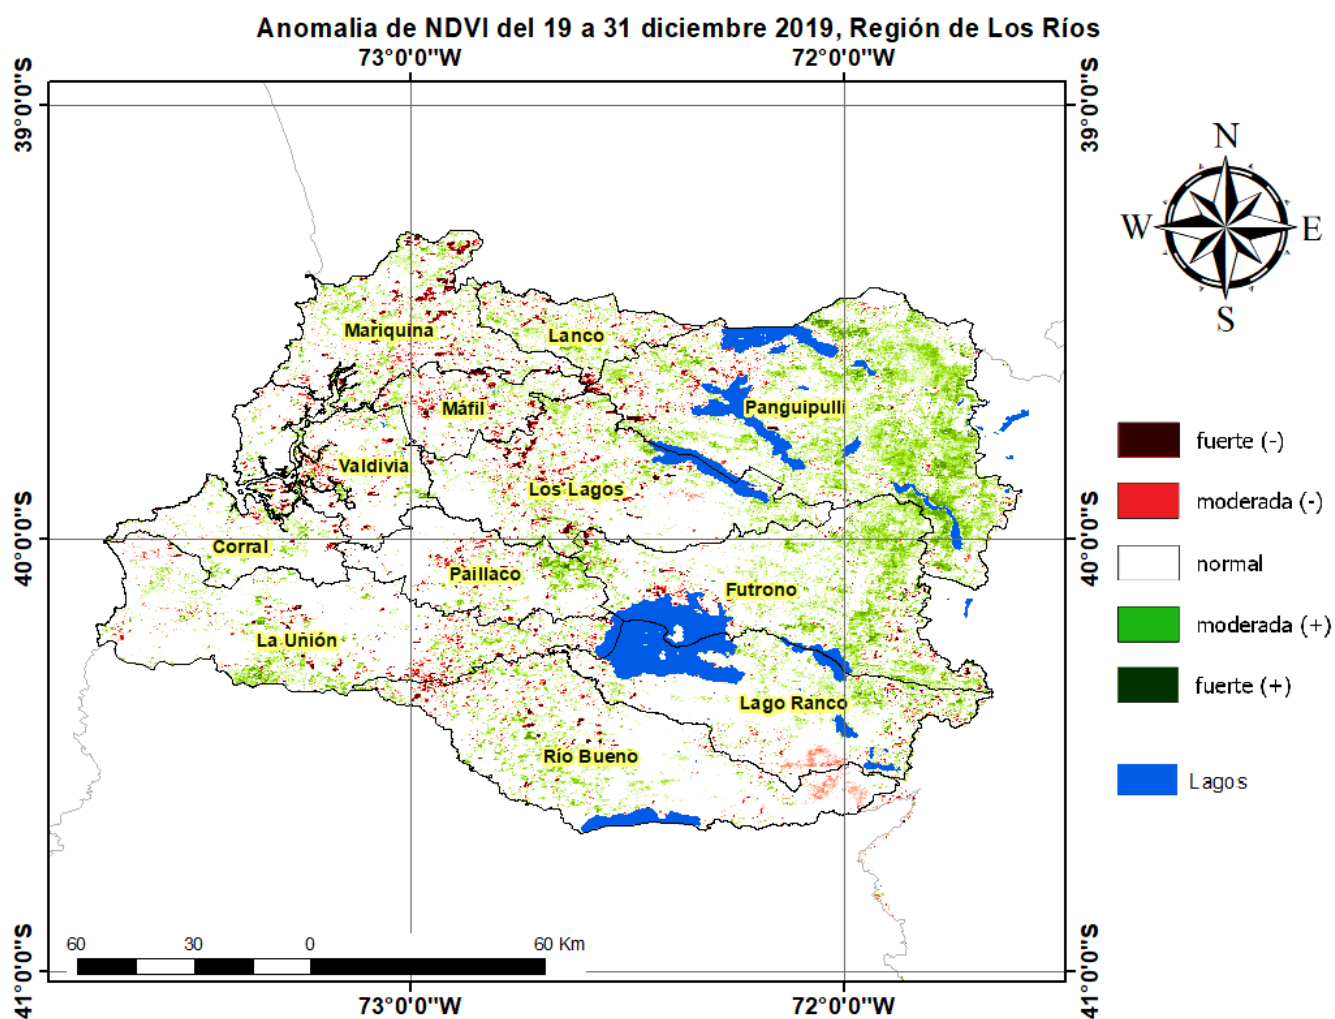 Anomalia de NDVI del 19 a 31 diciembre 2019, Región de Los Ríos
73°0'0"W 72°0'0"W
39°0'0"S 39°0'0"S
N
W E
S
Mariquina
Lanco
Máfil
Panguipulli
Valdivia
Los Lagos
Corral
Paillaco
Futrono
La Unión
Lago Ranco
Río Bueno
40°0'0"S 40°0'0"S
fuerte (-)
moderada (-)
normal
moderada (+)
fuerte (+)
Lagos
60 30 0 60 Km
41°0'0"S 41°0'0"S
73°0'0"W 72°0'0"W